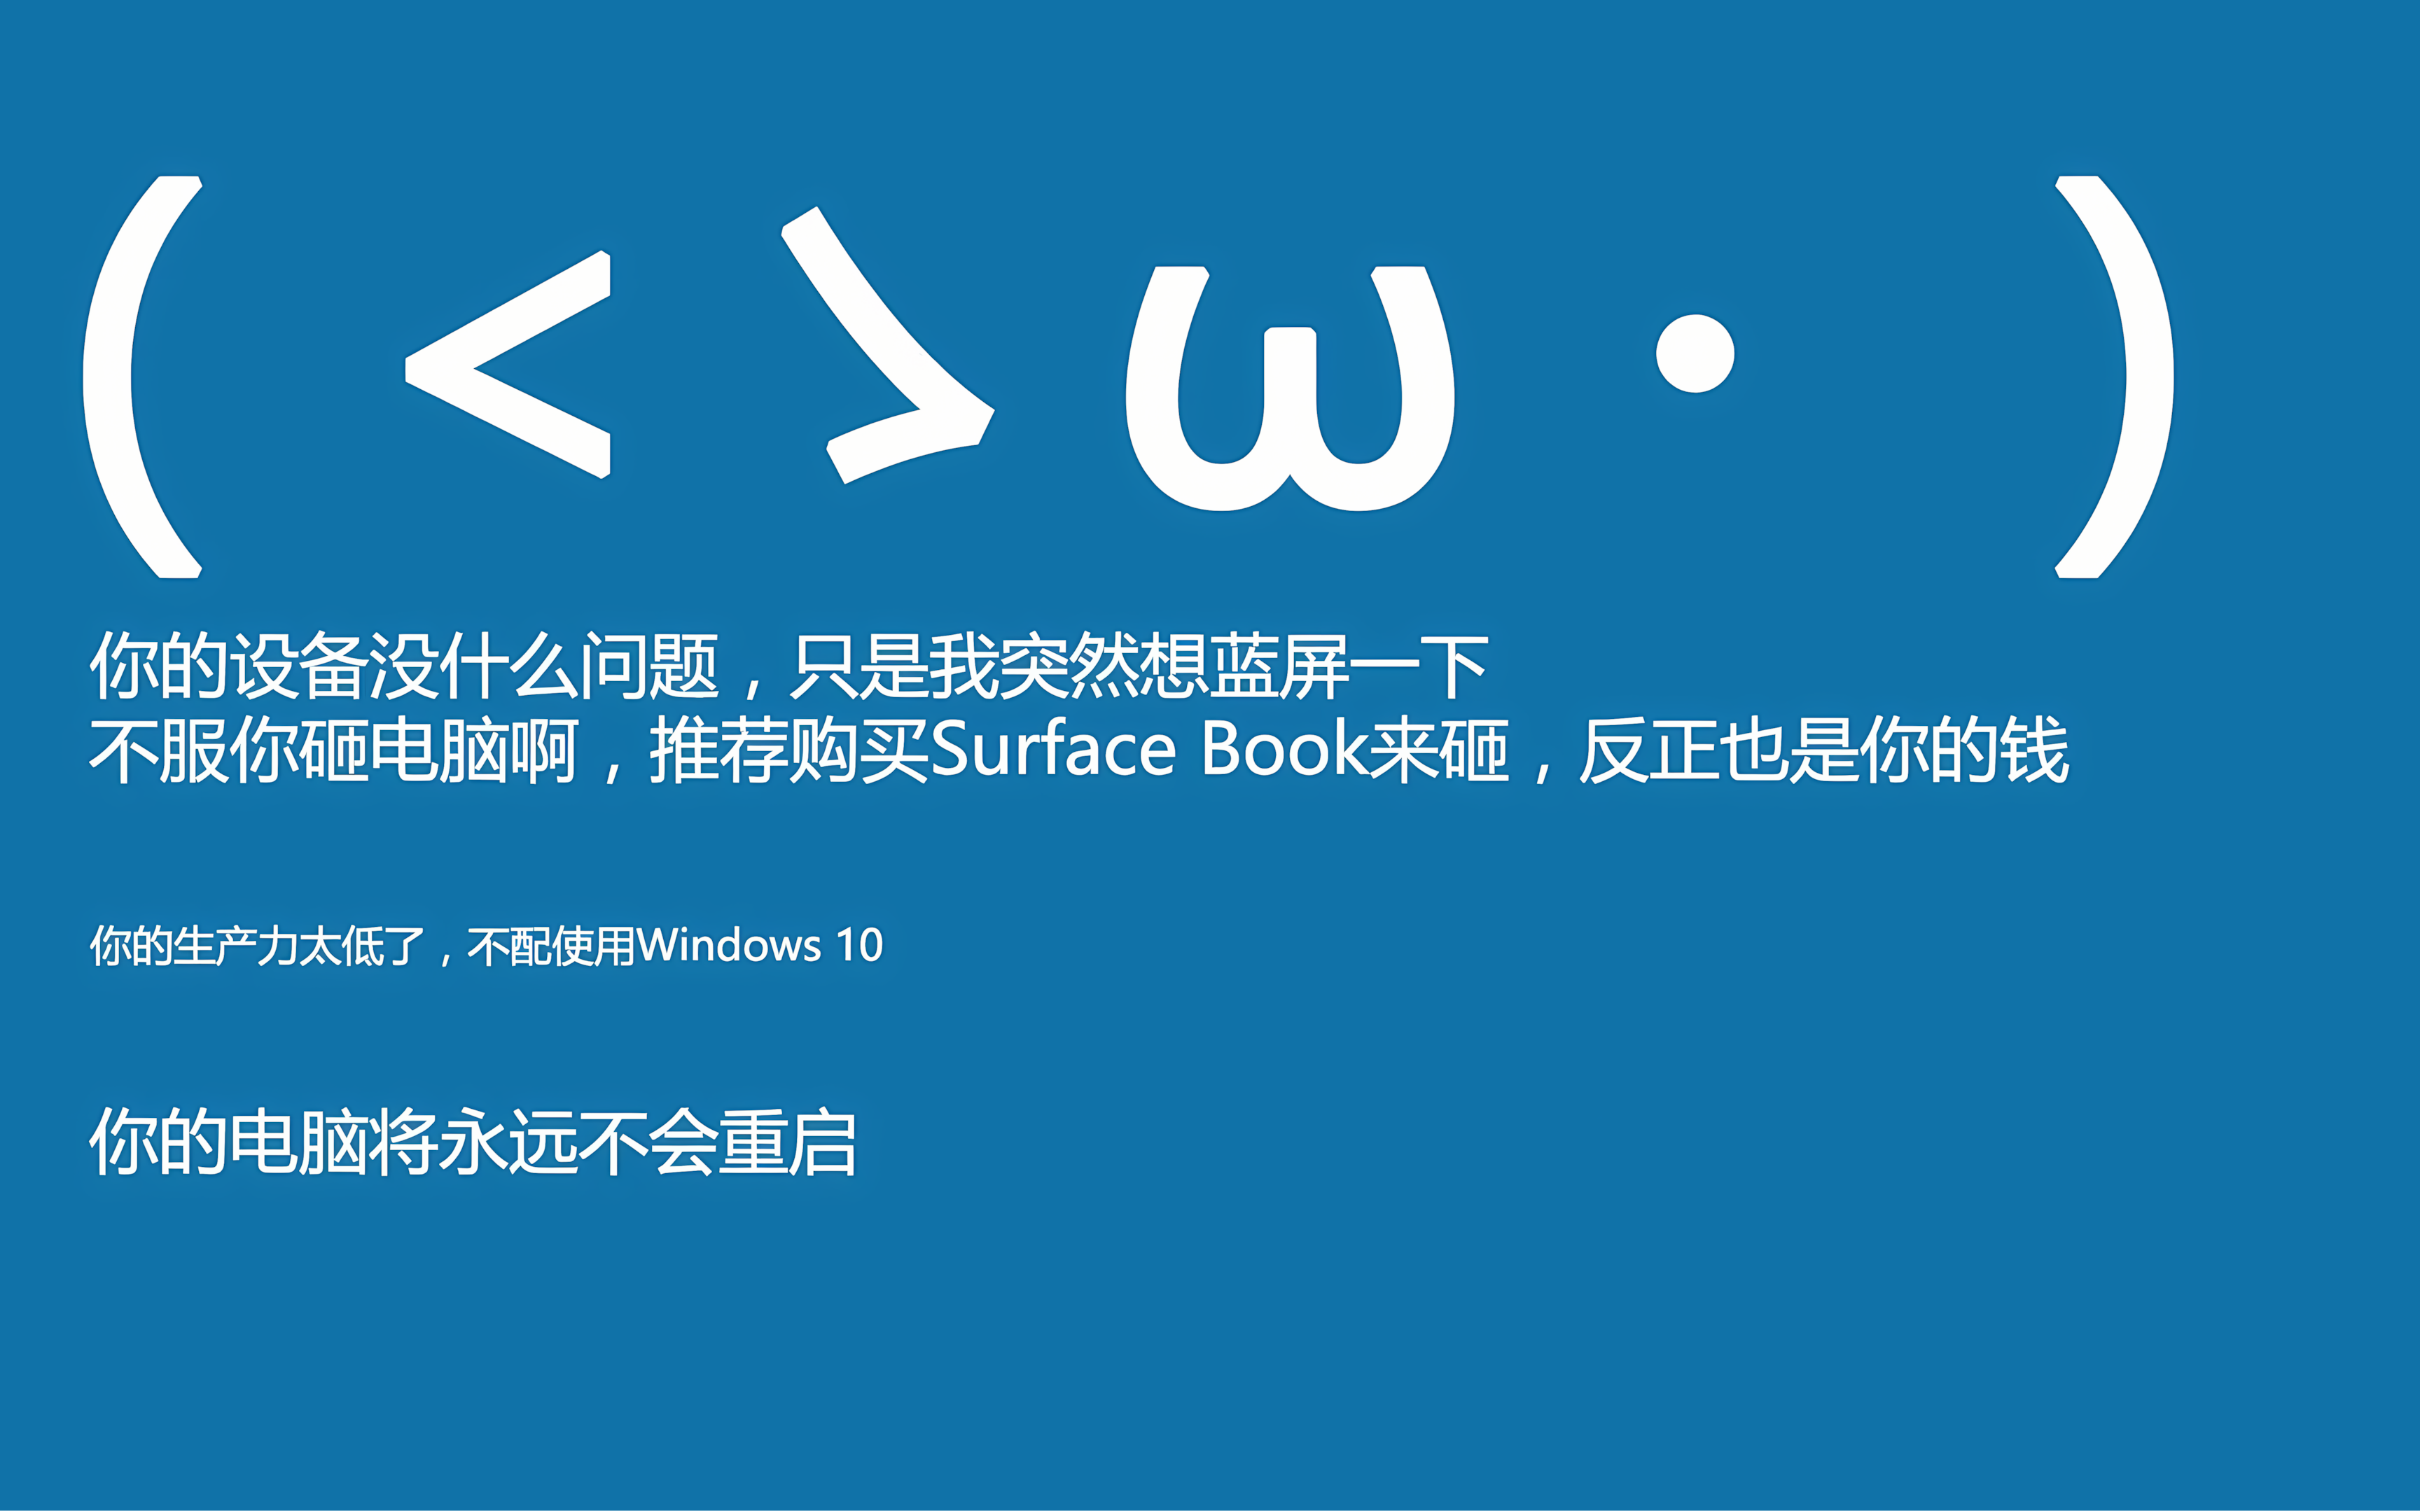 ( <ゝω・ )
你的设备没什么问题，只是我突然想蓝屏一下
不服你砸电脑啊，推荐购买Surface Book来砸，反正也是你的钱
你的生产力太低了，不配使用Windows 10
你的电脑将永远不会重启